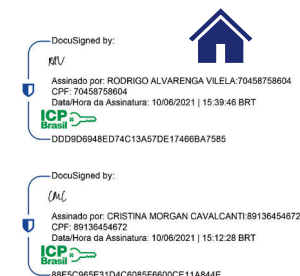 DocuSigned by:
RAV
Assinado por: RODRIGO ALVARENGA VILELA:70458758604
CPF: 70458758604
Data/Hora da Assinatura: 10/06/2021 | 15:39:46 BRT
ICP
Brasil
DDD9D6948ED74C13A57DE17466BA7585
DocuSigned by:
CMC
Assinado por: CRISTINA MORGAN CAVALCANTI:89136454672
CPF: 89136454672
Data/Hora da Assinatura: 10/06/2021 | 15:12:28 BRT
ICP
Brasil